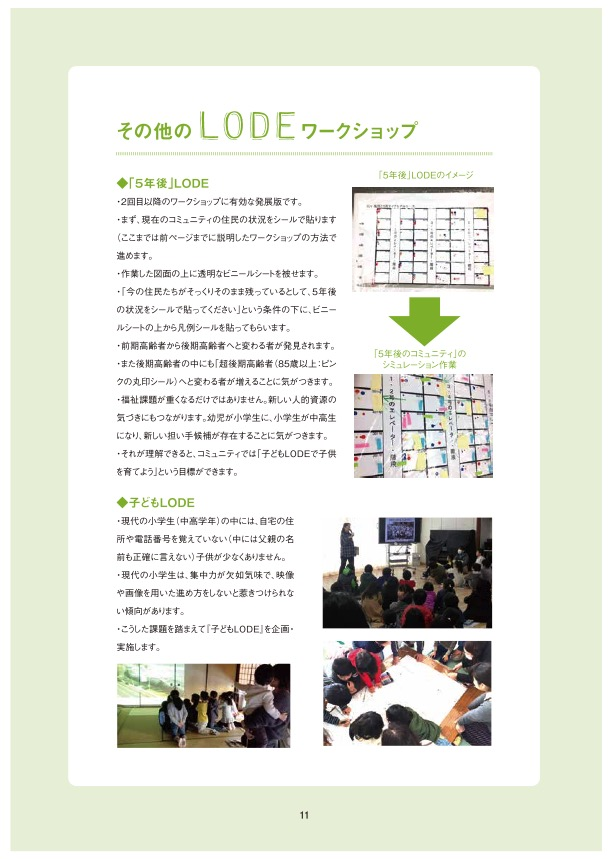 その他の LODE ワークショップ
◆「5年後」LODE
・2回目以降のワークショップに有効な発展版です。
・まず、現在のコミュニティの住民の状況をシールで貼ります
(ここまでは前ページまでに説明したワークショップの方法で
進めます。
・作業した図面の上に透明なビニールシートを被せます。
・「今の住民たちがそっくりそのまま残っているとして、5年後
の状況をシールで貼ってください」という条件の下に、ビニー
ルシートの上から凡例シールを貼ってもらいます。
・前期高齢者から後期高齢者へと変わる者が発見されます。
・また後期高齢者の中にも「超後期高齢者(85歳以上:ピン
クの丸印シール)へと変わる者が増えることに気がつきます。
・福祉課題が重くなるだけではありません。新しい人的資源の
気づきにもつながります。幼児が小学生に、小学生が中高生
になり、新しい担い手候補が存在することに気がつきます。
・それが理解できると、コミュニティでは「子どもLODEで子供
を育てよう」という目標ができます。
「5年後」LODEのイメージ
「5年後のコミュニティ」の
シミュレーション作業
1・2号のエレベーター・階段
◆子どもLODE
・現代の小学生(中高学年)の中には、自宅の住
所や電話番号を覚えていない(中には父親の名
前も正確に言えない)子供が少なくありません。
・現代の小学生は、集中力が欠如気味で、映像
や画像を用いた進め方をしないと惹きつけられな
い傾向があります。
・こうした課題を踏まえて『子どもLODE』を企画・
実施します。
11